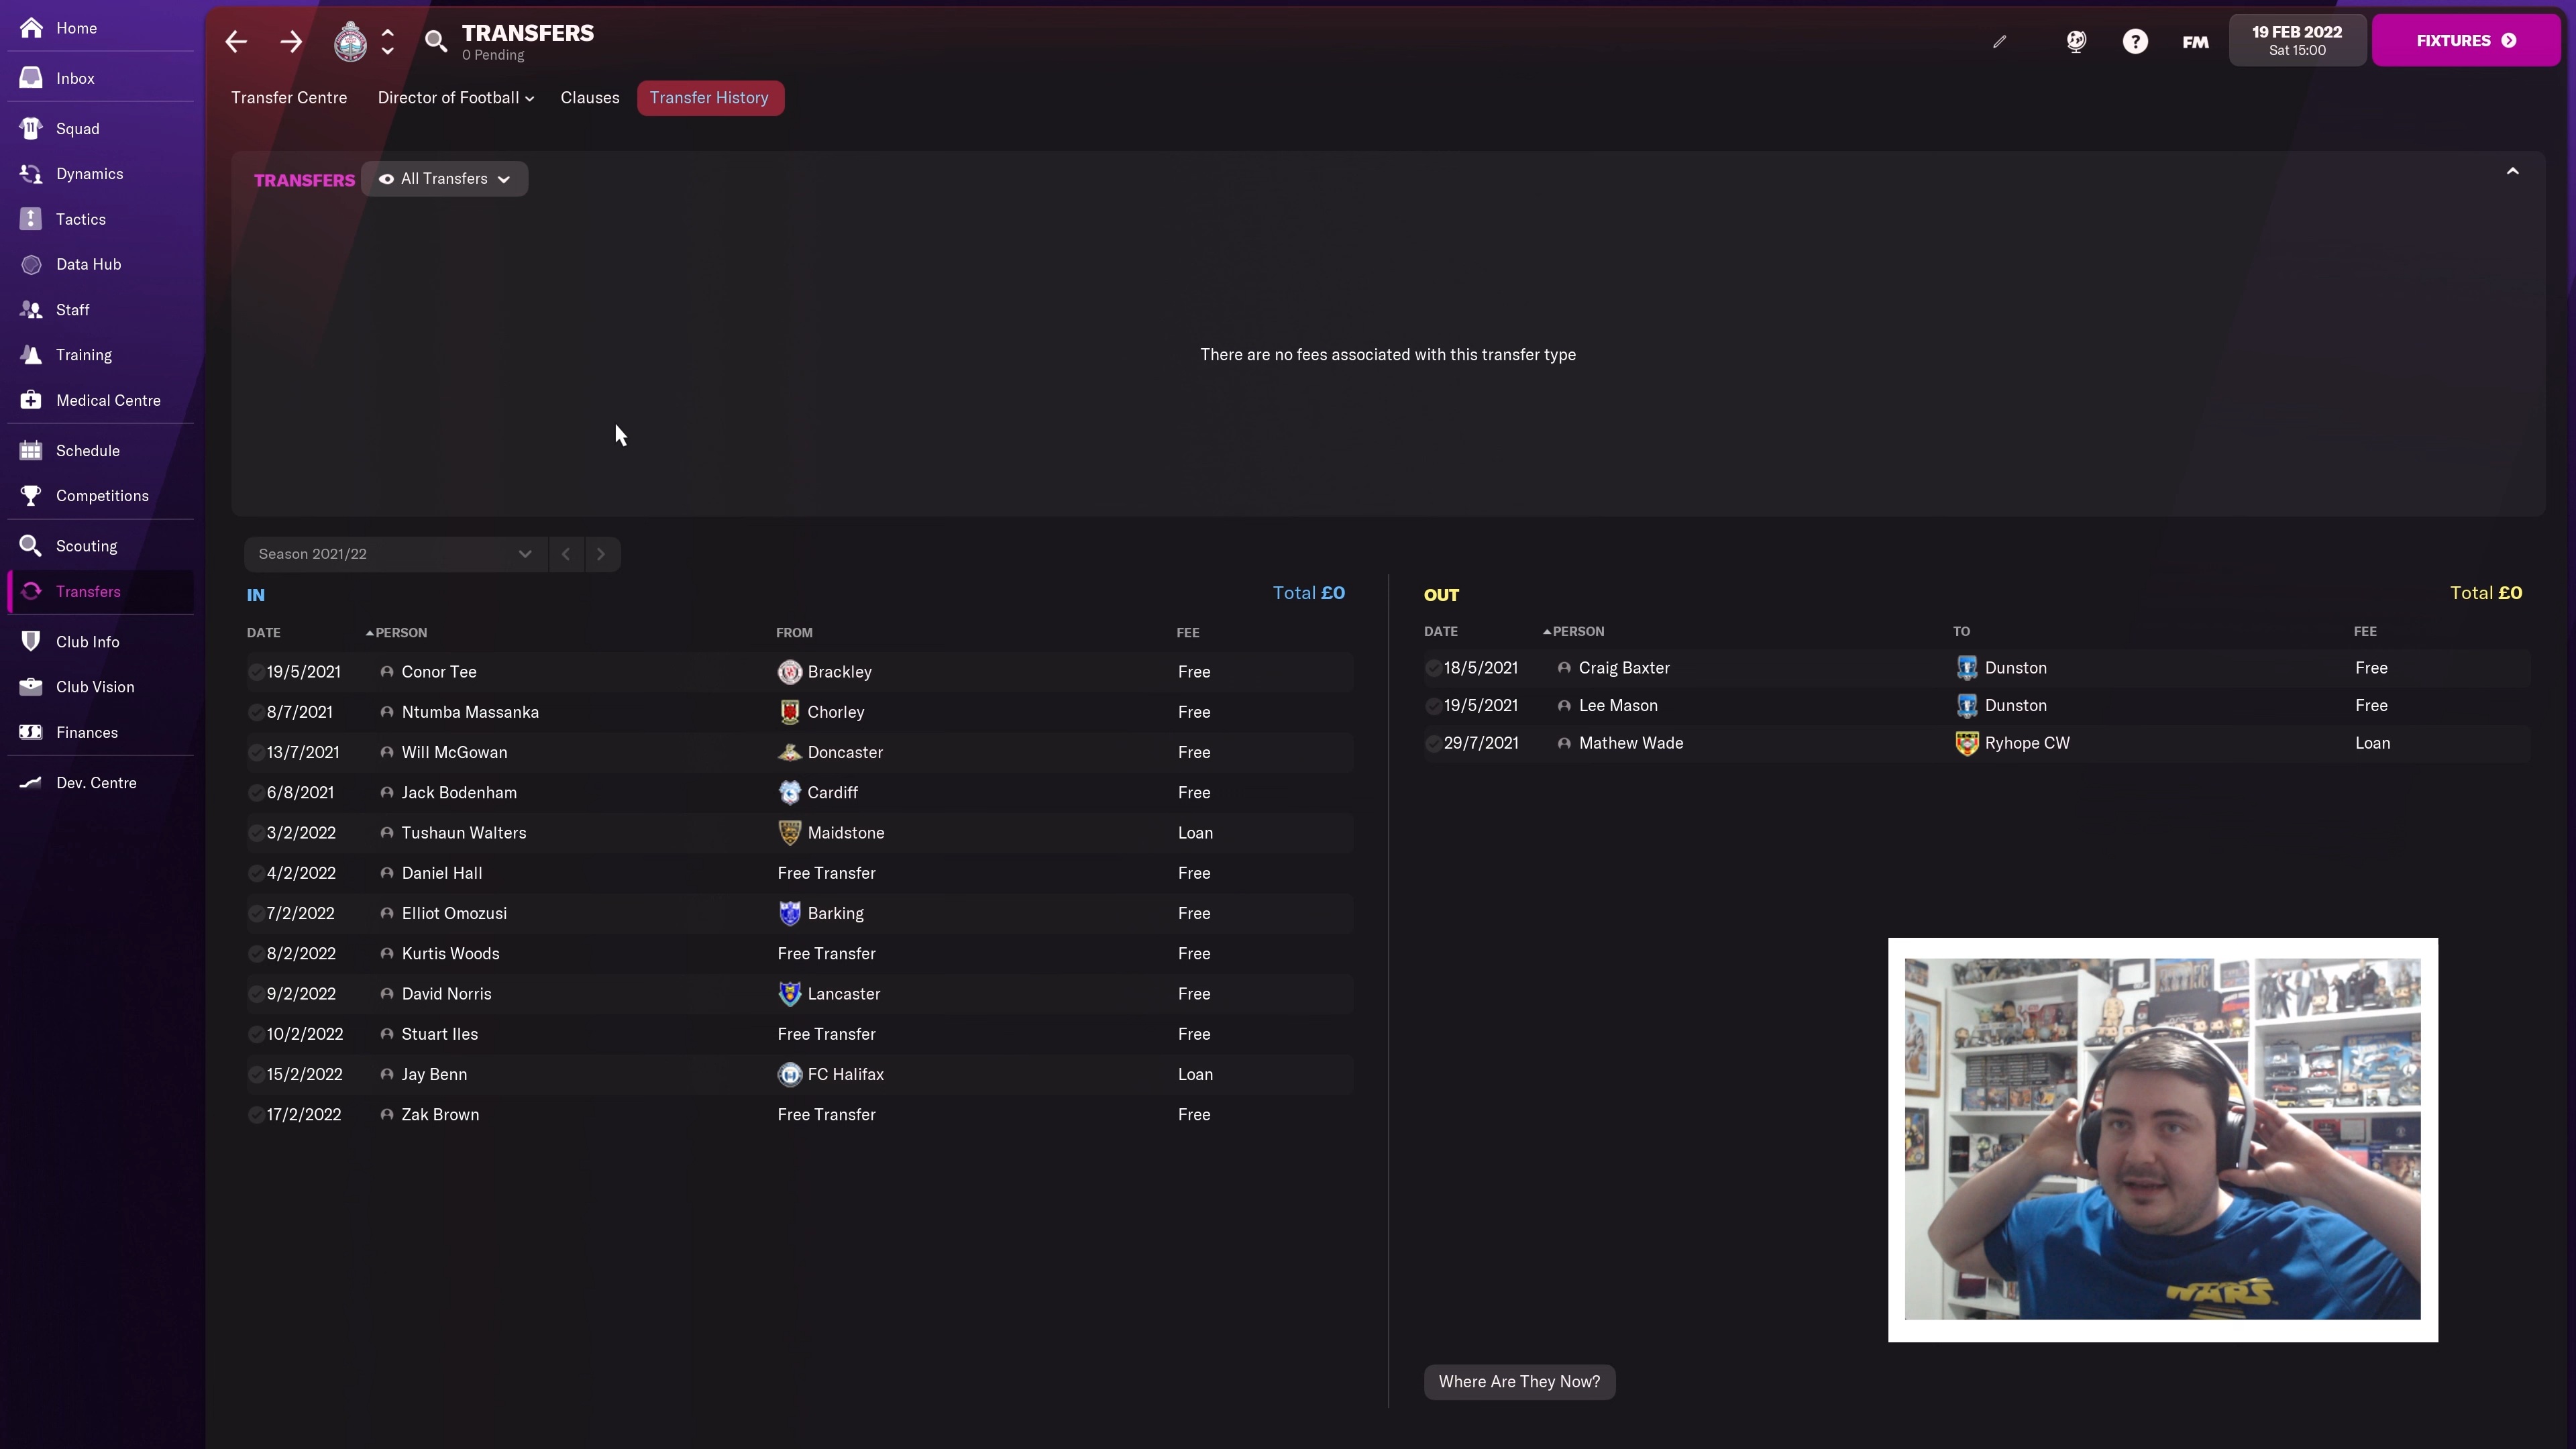 Home
Inbox
Squad
Dynamics
Tactics
Data Hub
Staff
Training
Medical Centre
Schedule
Competitions
Scouting
Transfers
Club Info
Club Vision
Finances
Dev. Centre
TRANSFERS
0 Pending
FM
19 FEB 2022
Sat 15:00
FIXTURES
Transfer Centre Director of Football Clauses Transfer History
TRANSFERS All Transfers
There are no fees associated with this transfer type
Season 2021/22
IN Total £0
DATE PERSON FROM FEE
19/5/2021 Conor Tee Brackley Free
8/7/2021 Ntumba Massanka Chorley Free
13/7/2021 Will McGowan Doncaster Free
6/8/2021 Jack Bodenham Cardiff Free
3/2/2022 Tushaun Walters Maidstone Loan
4/2/2022 Daniel Hall Free Transfer Free
7/2/2022 Elliot Omozusi Barking Free
8/2/2022 Kurtis Woods Free Transfer Free
9/2/2022 David Norris Lancaster Free
10/2/2022 Stuart Iles Free Transfer Free
15/2/2022 Jay Benn FC Halifax Loan
17/2/2022 Zak Brown Free Transfer Free
OUT Total £0
DATE PERSON TO FEE
18/5/2021 Craig Baxter Dunston Free
19/5/2021 Lee Mason Dunston Free
29/7/2021 Mathew Wade Ryhope CW Loan
WARS
Where Are They Now?